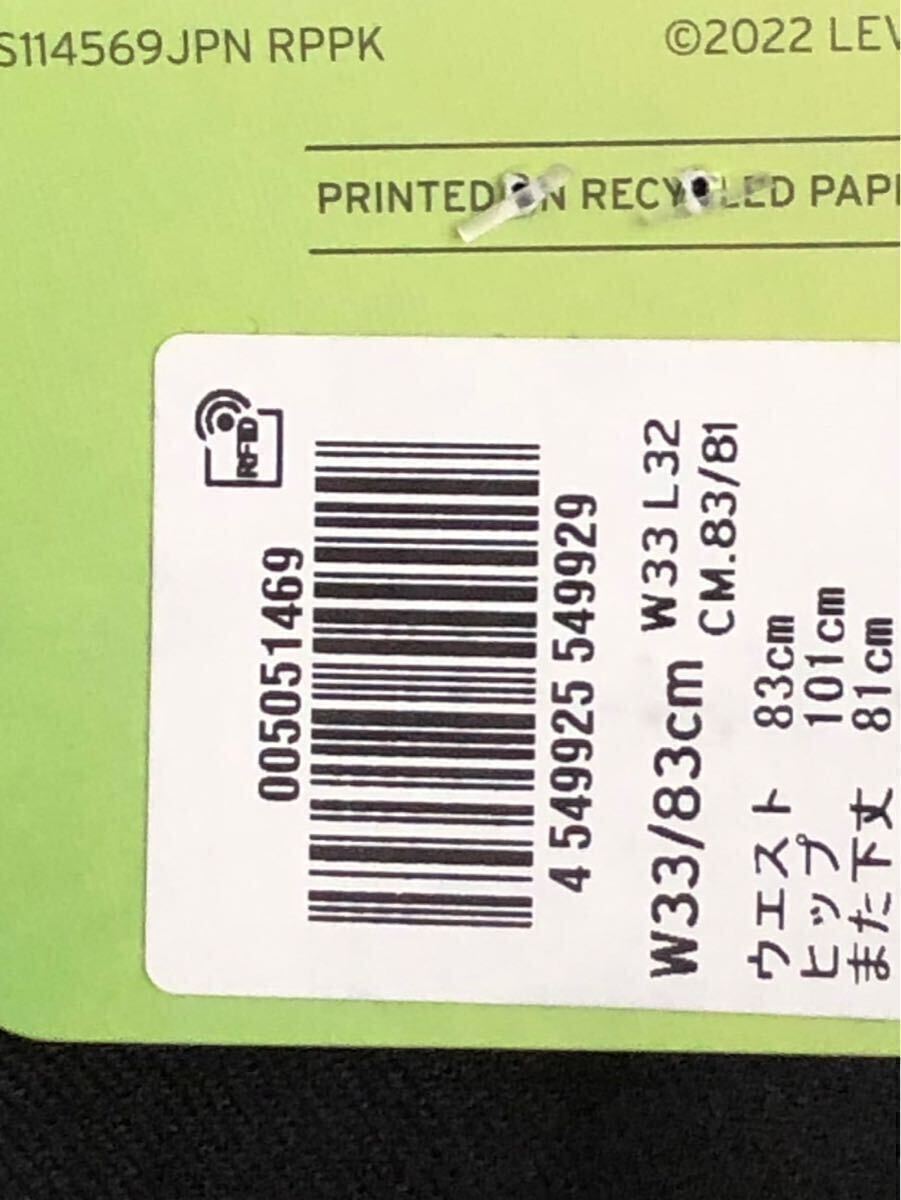 S114569JPN RPPK
©2022 LEV
PRINTED ON RECYCLED PAP
RFID
005051469
4 549925 549929
W33/83cm W33 L32
CM.83/81
ウエスト 83cm
ヒップ 101cm
また下丈 81cm